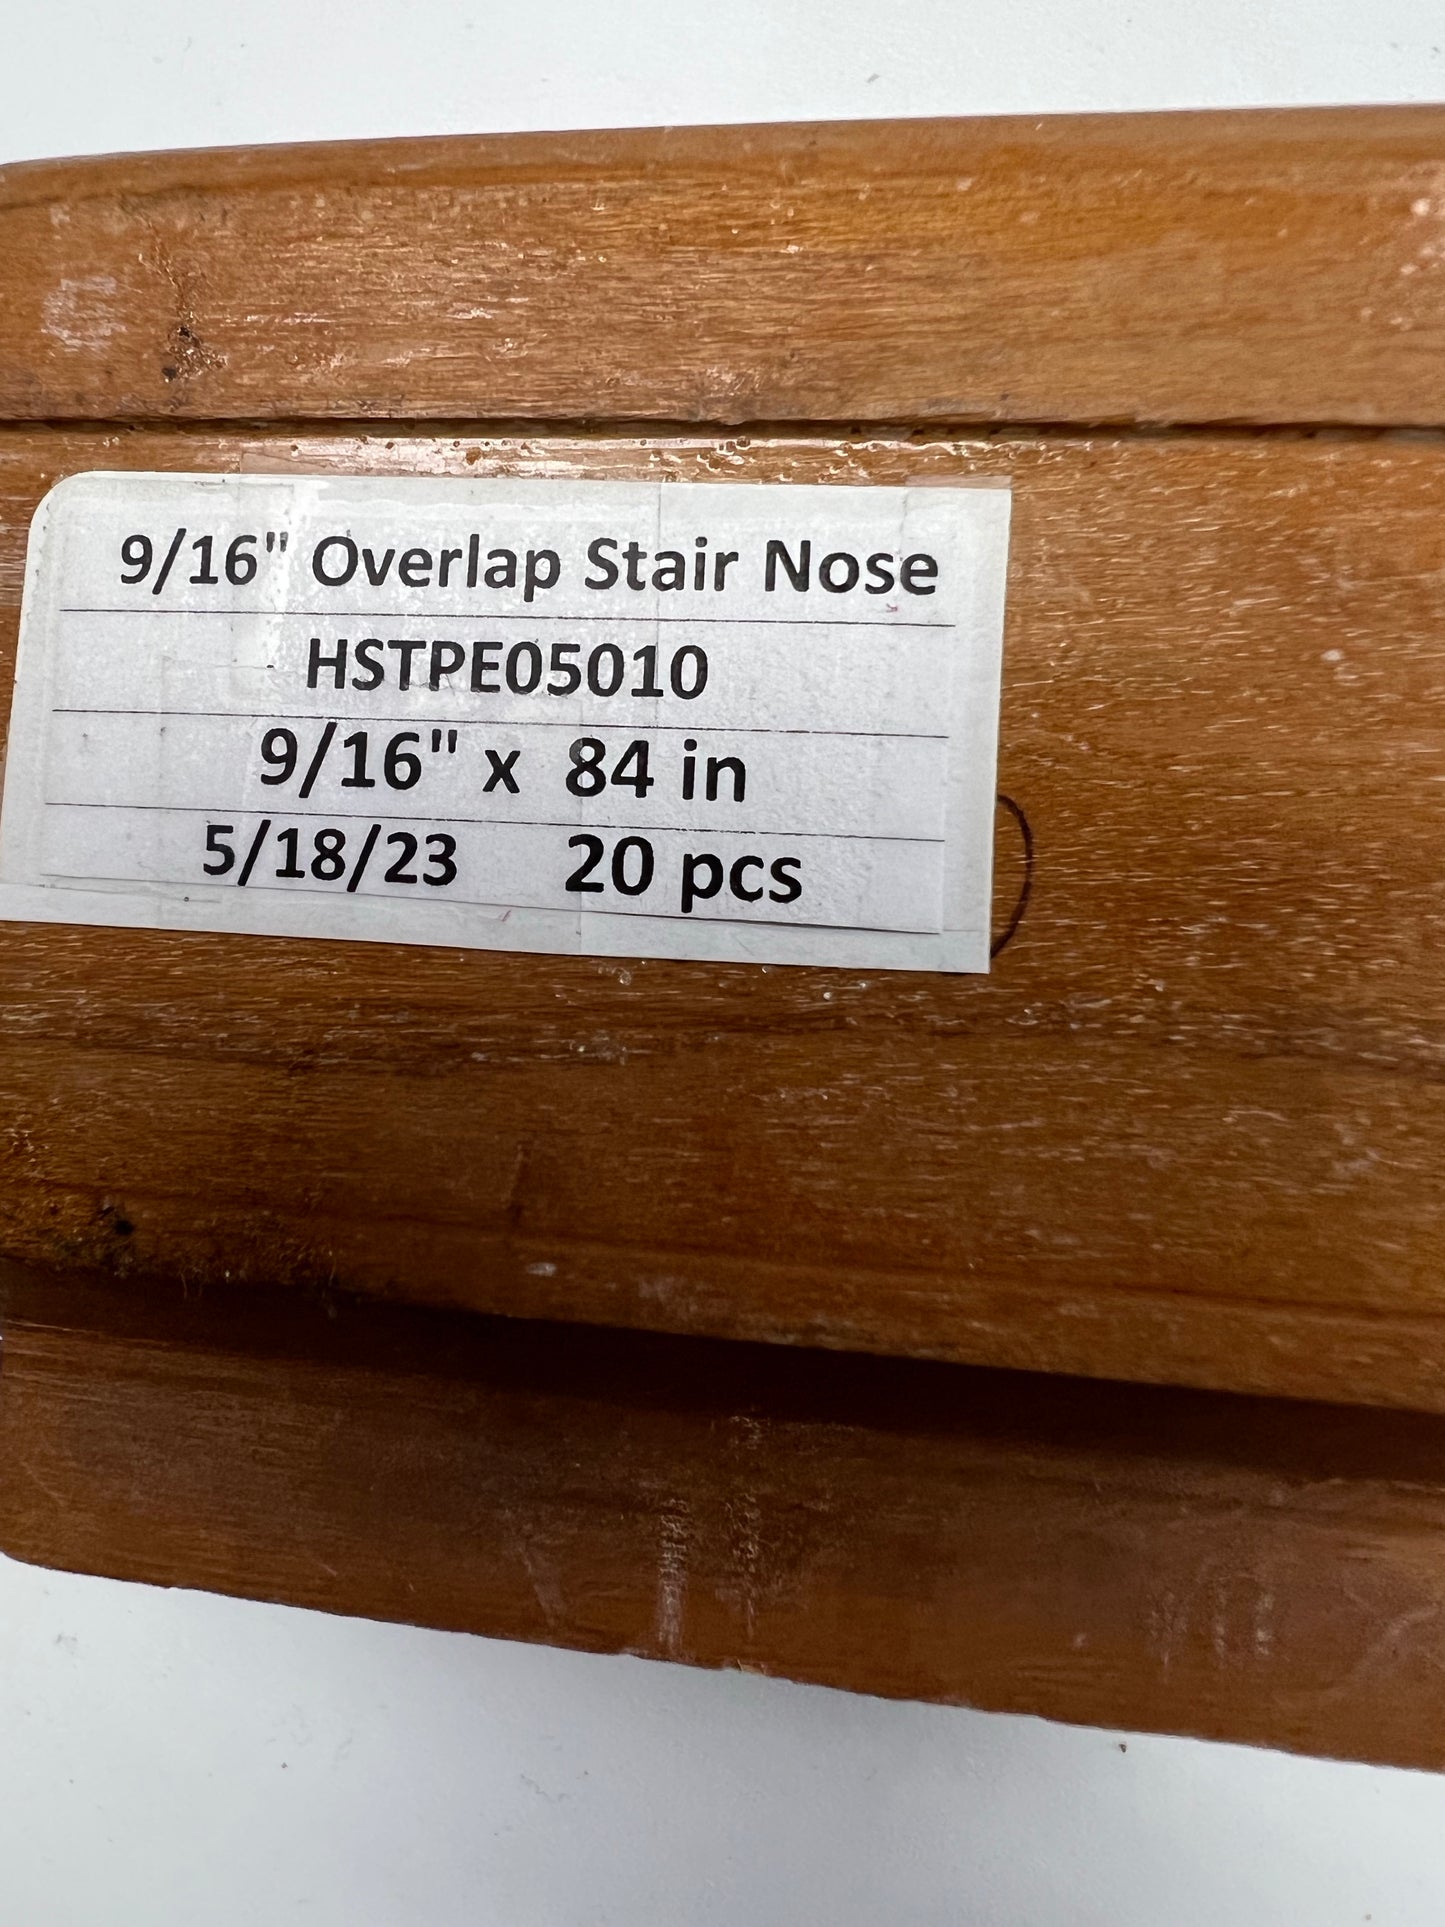 9/16" Overlap Stair Nose
HSTPE05010
9/16" x 84 in
5/18/23 20 pcs